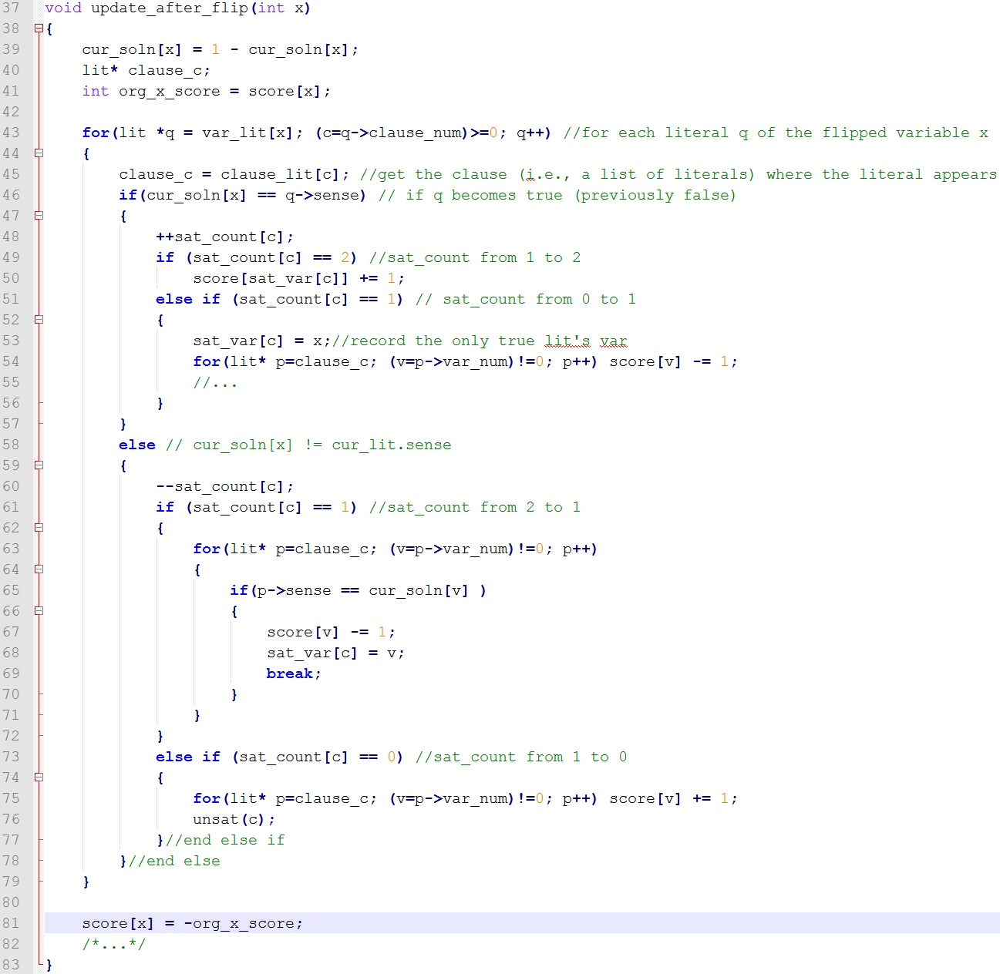 37 void update_after_flip(int x)
38 {
39     cur_soln[x] = 1 - cur_soln[x];
40     lit* clause_c;
41     int org_x_score = score[x];
42
43     for(lit *q = var_lit[x]; (c=q->clause_num)>=0; q++) //for each literal q of the flipped variable x
44     {
45         clause_c = clause_lit[c]; //get the clause (i.e., a list of literals) where the literal appears
46         if(cur_soln[x] == q->sense) // if q becomes true (previously false)
47         {
48             ++sat_count[c];
49             if (sat_count[c] == 2) //sat_count from 1 to 2
50                 score[sat_var[c]] += 1;
51             else if (sat_count[c] == 1) // sat_count from 0 to 1
52             {
53                 sat_var[c] = x;//record the only true lit's var
54                 for(lit* p=clause_c; (v=p->var_num)!=0; p++) score[v] -= 1;
55                 //...
56             }
57         }
58         else // cur_soln[x] != cur_lit.sense
59         {
60             --sat_count[c];
61             if (sat_count[c] == 1) //sat_count from 2 to 1
62             {
63                 for(lit* p=clause_c; (v=p->var_num)!=0; p++)
64                 {
65                     if(p->sense == cur_soln[v] )
66                     {
67                         score[v] -= 1;
68                         sat_var[c] = v;
69                         break;
70                     }
71                 }
72             }
73             else if (sat_count[c] == 0) //sat_count from 1 to 0
74             {
75                 for(lit* p=clause_c; (v=p->var_num)!=0; p++) score[v] += 1;
76                 unsat(c);
77             }//end else if
78         }//end else
79     }
80
81     score[x] = -org_x_score;
82     /*...*/
83 }